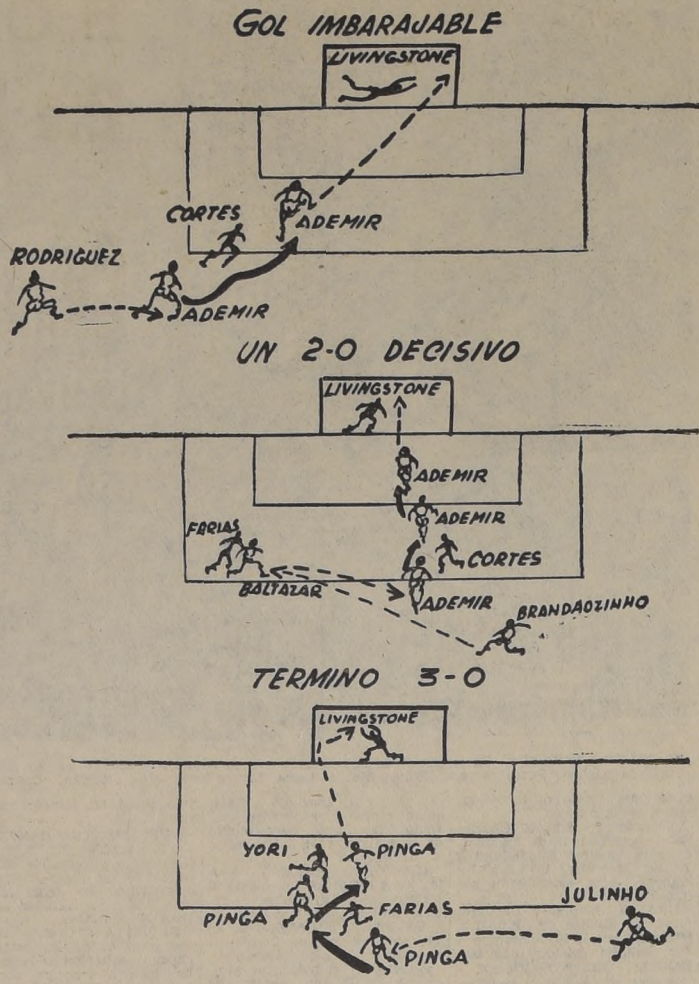 GOL IMBARAJABLE
LIVINGSTONE
CORTES
ADEMIR
RODRIGUEZ
ADEMIR
UN 2-0 DECISIVO
LIVINGSTONE
ADEMIR
ADEMIR
FARIAS
CORTES
BALTAZAR
ADEMIR
BRANDAOZINHO
TERMINO 3-0
LIVINGSTONE
YORI
PINGA
JULINHO
PINGA
FARIAS
PINGA